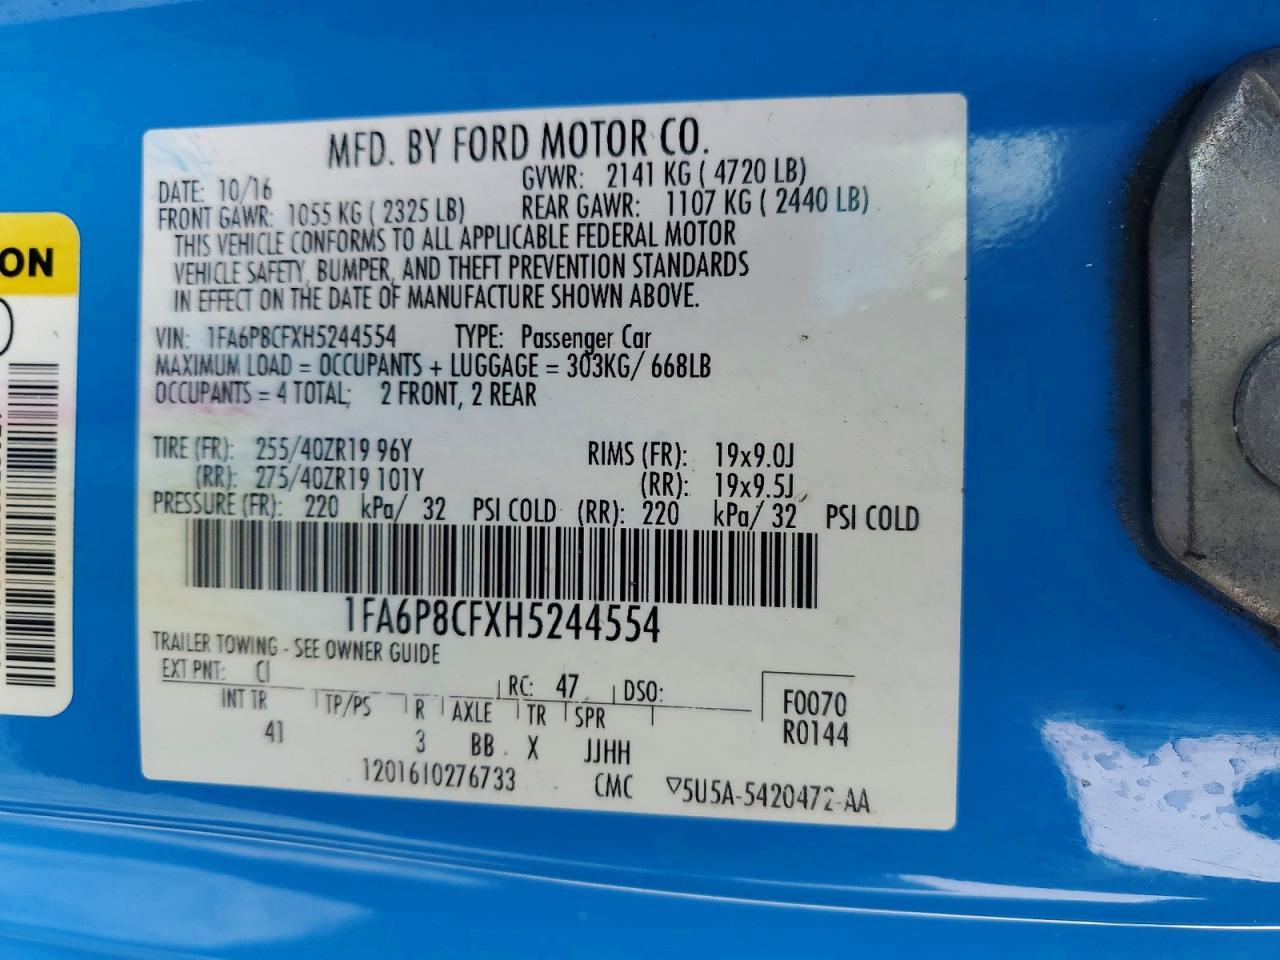 MFD. BY FORD MOTOR CO.
DATE: 10/16 GVWR: 2141 KG ( 4720 LB)
FRONT GAWR: 1055 KG ( 2325 LB) REAR GAWR: 1107 KG ( 2440 LB)
THIS VEHICLE CONFORMS TO ALL APPLICABLE FEDERAL MOTOR
VEHICLE SAFETY, BUMPER, AND THEFT PREVENTION STANDARDS
IN EFFECT ON THE DATE OF MANUFACTURE SHOWN ABOVE.
VIN: 1FA6P8CFXH5244554 TYPE: Passenger Car
MAXIMUM LOAD = OCCUPANTS + LUGGAGE = 303KG/ 668LB
OCCUPANTS = 4 TOTAL; 2 FRONT, 2 REAR
TIRE (FR): 255/40ZR19 96Y RIMS (FR): 19x9.0J
(RR): 275/40ZR19 101Y (RR): 19x9.5J
PRESSURE (FR): 220 kPa/ 32 PSI COLD (RR): 220 kPa/ 32 PSI COLD
1FA6P8CFXH5244554
TRAILER TOWING - SEE OWNER GUIDE
EXT PNT: CI RC: 47 DSO:
INT TR TP/PS R AXLE TR SPR F0070
41 3 BB X JJHH R0144
1201610276733 CMC ▽5U5A-5420472-AA
ON